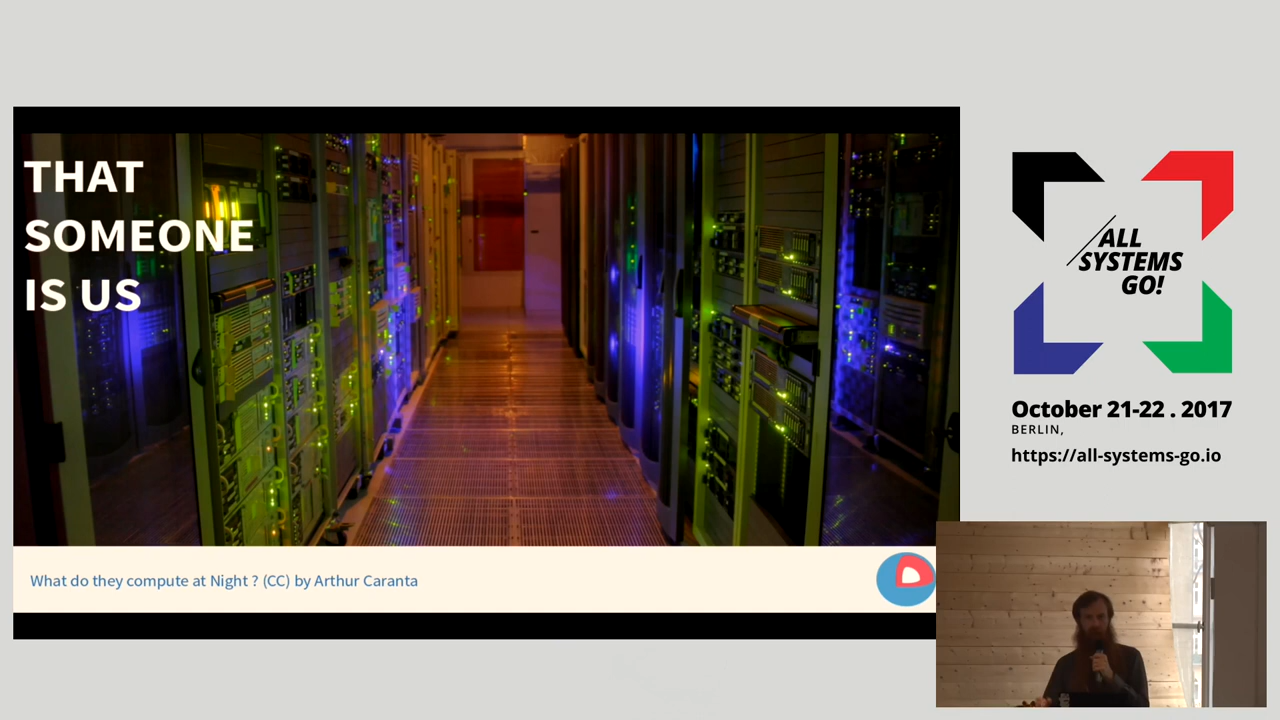 THAT
SOMEONE
IS US
What do they compute at Night ? (CC) by Arthur Caranta
ALL
SYSTEMS
GO!
October 21-22 . 2017
BERLIN,
https://all-systems-go.io